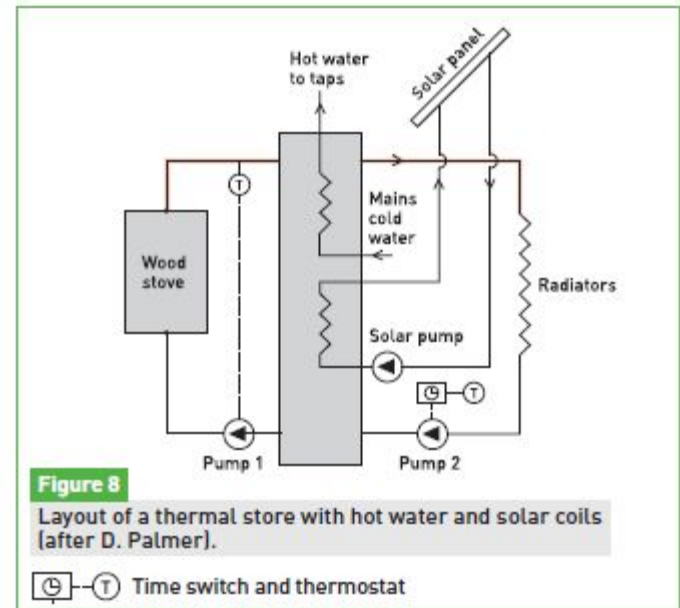 Hot water
to taps
Solar panel
T
Mains
cold
water
Wood
stove
Radiators
Solar pump
T
Pump 1
Pump 2
Figure 8
Layout of a thermal store with hot water and solar coils
(after D. Palmer).
T Time switch and thermostat